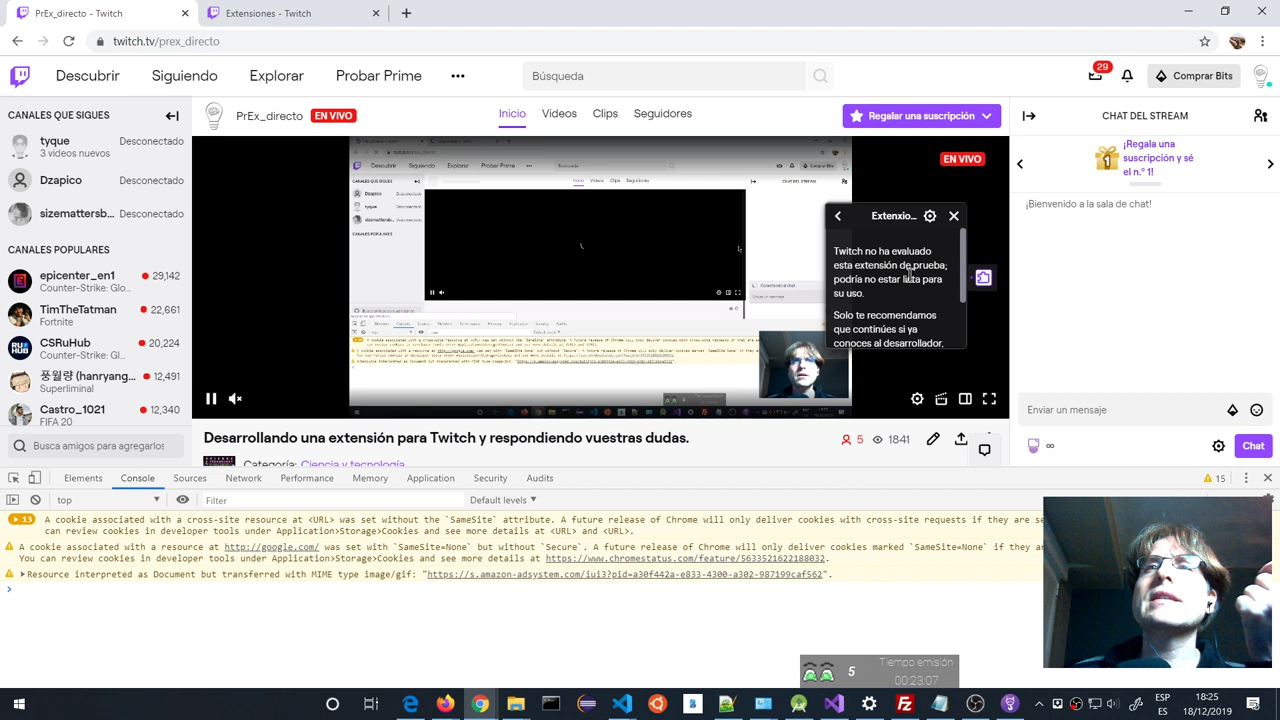 PrEx_directo - Twitch
Extensiones - Twitch
twitch.tv/prex_directo
Descubrir
Siguiendo
Explorar
Probar Prime
Búsqueda
29
Comprar Bits
CANALES QUE SIGUES
tyque
Desconectado
3 videos nuevos
Dzapico
Desconectado
sizemattersb...
Desconectado
CANALES POPULARES
epicenter_en1
29,142
Counter-Strike: Glo...
TimTheTatman
22,661
Fortnite
CSRuHub
20,224
Counter-Strike: Gl...
풍월량 (hanryang...
12,491
Superliminal
Castro_1021
12,340
FIFA 20
Busca amigos para agregarlos
PrEx_directo
EN VIVO
Inicio
Videos
Clips
Seguidores
Regalar una suscripción
EN VIVO
Extenxio...
Twitch no ha evaluado
esta extensión de prueba;
podría no estar lista para
su uso.
Solo te recomendamos
que continúes si ya
conoces al desarrollador.
Desarrollando una extensión para Twitch y respondiendo vuestras dudas.
5
1841
Categoría: Ciencia y tecnología
CHAT DEL STREAM
¡Regala una
suscripción y sé
el n.º 1!
¡Bienvenido a la sala de chat!
Enviar un mensaje
∞
Chat
Elements
Console
Sources
Network
Performance
Memory
Application
Security
Audits
15
top
Filter
Default levels
13
A cookie associated with a cross-site resource at <URL> was set without the `SameSite` attribute. A future release of Chrome will only deliver cookies with cross-site requests if they are se
can review cookies in developer tools under Application>Storage>Cookies and see more details at <URL> and <URL>.
A cookie associated with a resource at http://google.com/ was set with `SameSite=None` but without `Secure`. A future release of Chrome will only deliver cookies marked `SameSite=None` if they ar
You can review cookies in developer tools under Application>Storage>Cookies and see more details at https://www.chromestatus.com/feature/5633521622188032.
Resource interpreted as Document but transferred with MIME type image/gif: "https://s.amazon-adsystem.com/iui3?pid=a30f442a-e833-4300-a302-987199caf562".
5
Tiempo emisión
00:23:07
ESP
ES
18:25
18/12/2019